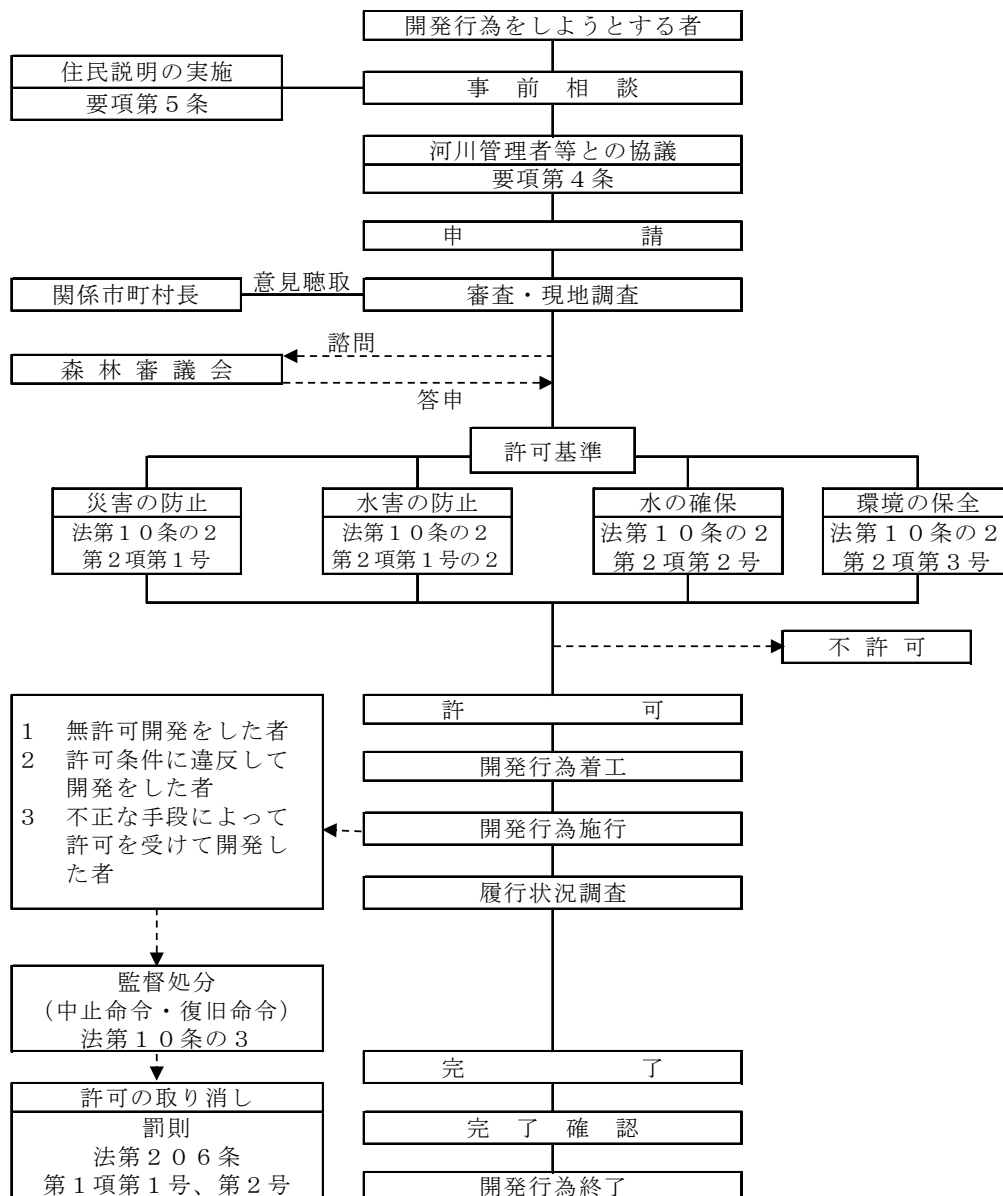 開発行為をしようとする者
住民説明の実施
要項第５条
事前相談
河川管理者等との協議
要項第４条
申請
関係市町村長
意見聴取
審査・現地調査
諮問
森林審議会
答申
許可基準
災害の防止
法第１０条の２
第２項第１号
水害の防止
法第１０条の２
第２項第１号の２
水の確保
法第１０条の２
第２項第２号
環境の保全
法第１０条の２
第２項第３号
不許可
許可
1 無許可開発をした者
2 許可条件に違反して
開発をした者
3 不正な手段によって
許可を受けて開発し
た者
開発行為着工
開発行為施行
履行状況調査
監督処分
（中止命令・復旧命令）
法第１０条の３
許可の取り消し
罰則
法第２０６条
第１項第１号、第２号
完了
完了確認
開発行為終了